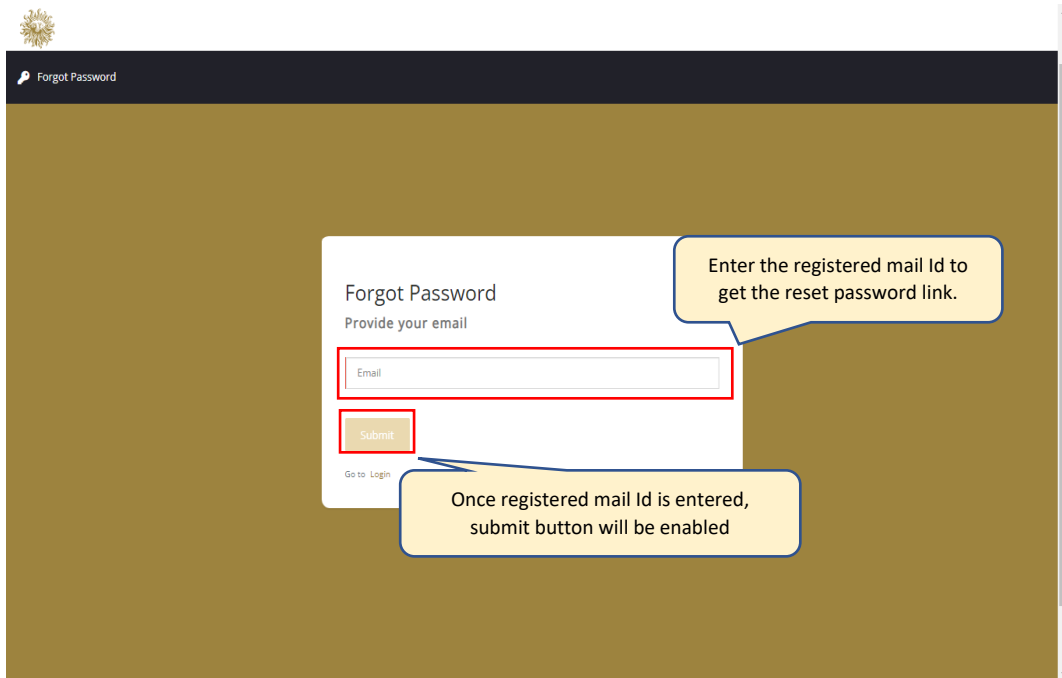 Forgot Password
Enter the registered mail Id to
get the reset password link.
Forgot Password
Provide your email
Email
Submit
Go to Login
Once registered mail Id is entered,
submit button will be enabled